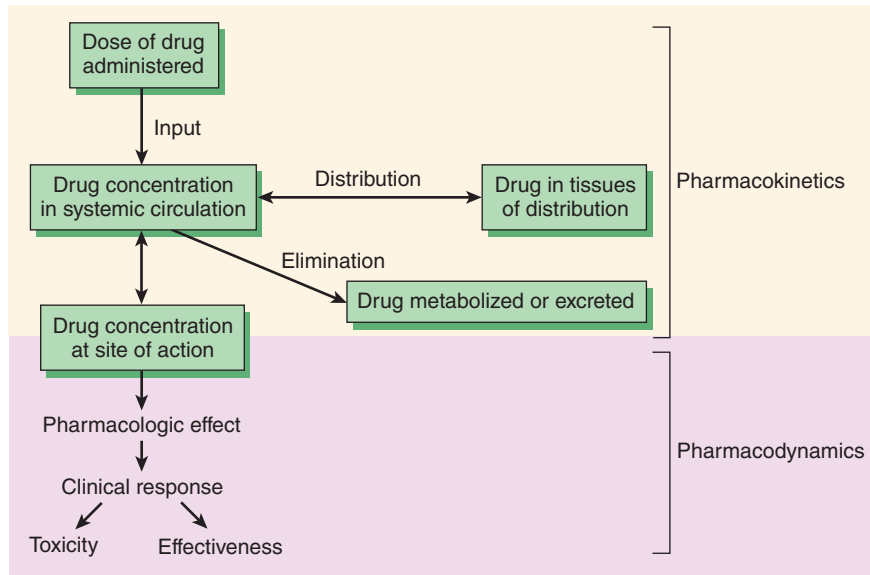 Dose of drug
administered
Input
Drug concentration
in systemic circulation
Distribution
Drug in tissues
of distribution
Pharmacokinetics
Elimination
Drug metabolized or excreted
Drug concentration
at site of action
Pharmacologic effect
Pharmacodynamics
Clinical response
Toxicity
Effectiveness